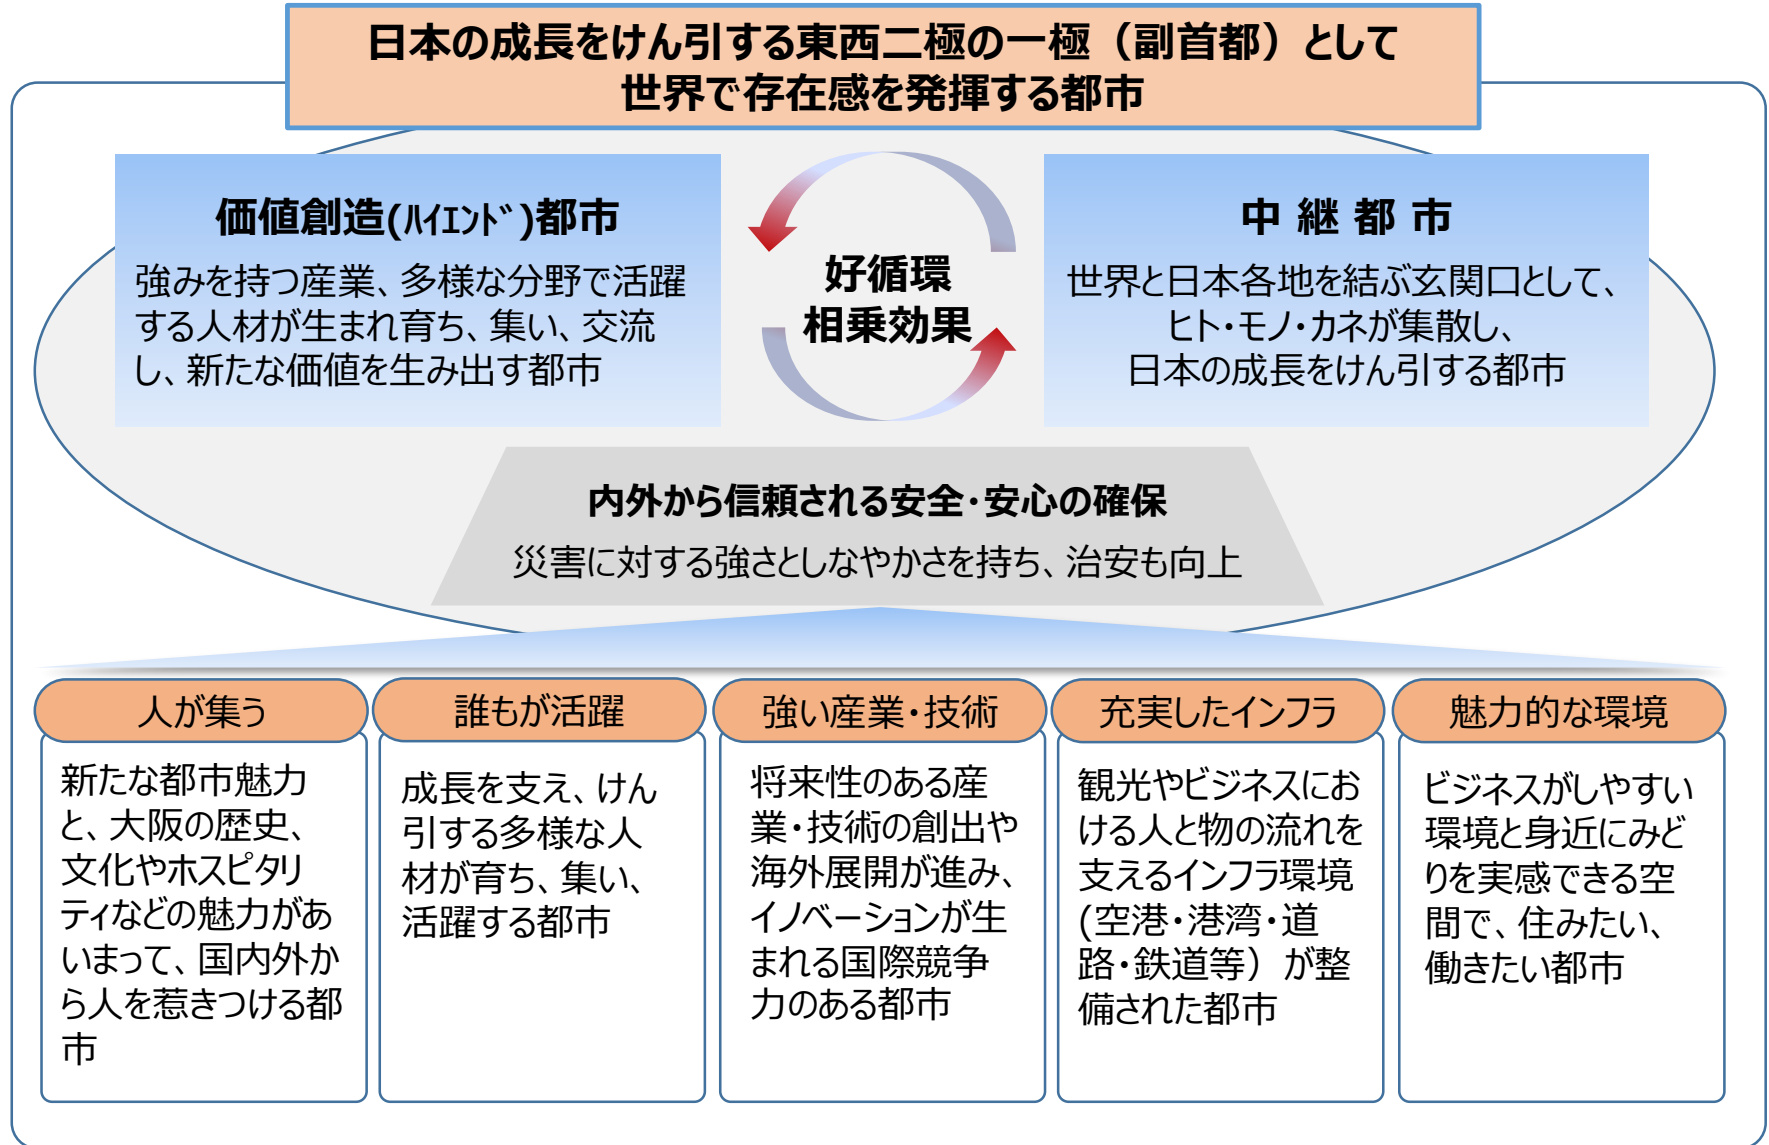 日本の成長をけん引する東西二極の一極（副首都）として
世界で存在感を発揮する都市
価値創造(ﾊｲｴﾝﾄﾞ)都市
強みを持つ産業、多様な分野で活躍
する人材が生まれ育ち、集い、交流
し、新たな価値を生み出す都市
好循環
相乗効果
中 継 都 市
世界と日本各地を結ぶ玄関口として、
ヒト・モノ・カネが集散し、
日本の成長をけん引する都市
内外から信頼される安全・安心の確保
災害に対する強さとしなやかさを持ち、治安も向上
人が集う
新たな都市魅力
と、大阪の歴史、
文化やホスピタリ
ティなどの魅力があ
いまって、国内外か
ら人を惹きつける都
市
誰もが活躍
成長を支え、けん
引する多様な人
材が育ち、集い、
活躍する都市
強い産業・技術
将来性のある産
業・技術の創出や
海外展開が進み、
イノベーションが生
まれる国際競争
力のある都市
充実したインフラ
観光やビジネスにお
ける人と物の流れを
支えるインフラ環境
(空港・港湾・道
路・鉄道等）が整
備された都市
魅力的な環境
ビジネスがしやすい
環境と身近にみど
りを実感できる空
間で、住みたい、
働きたい都市